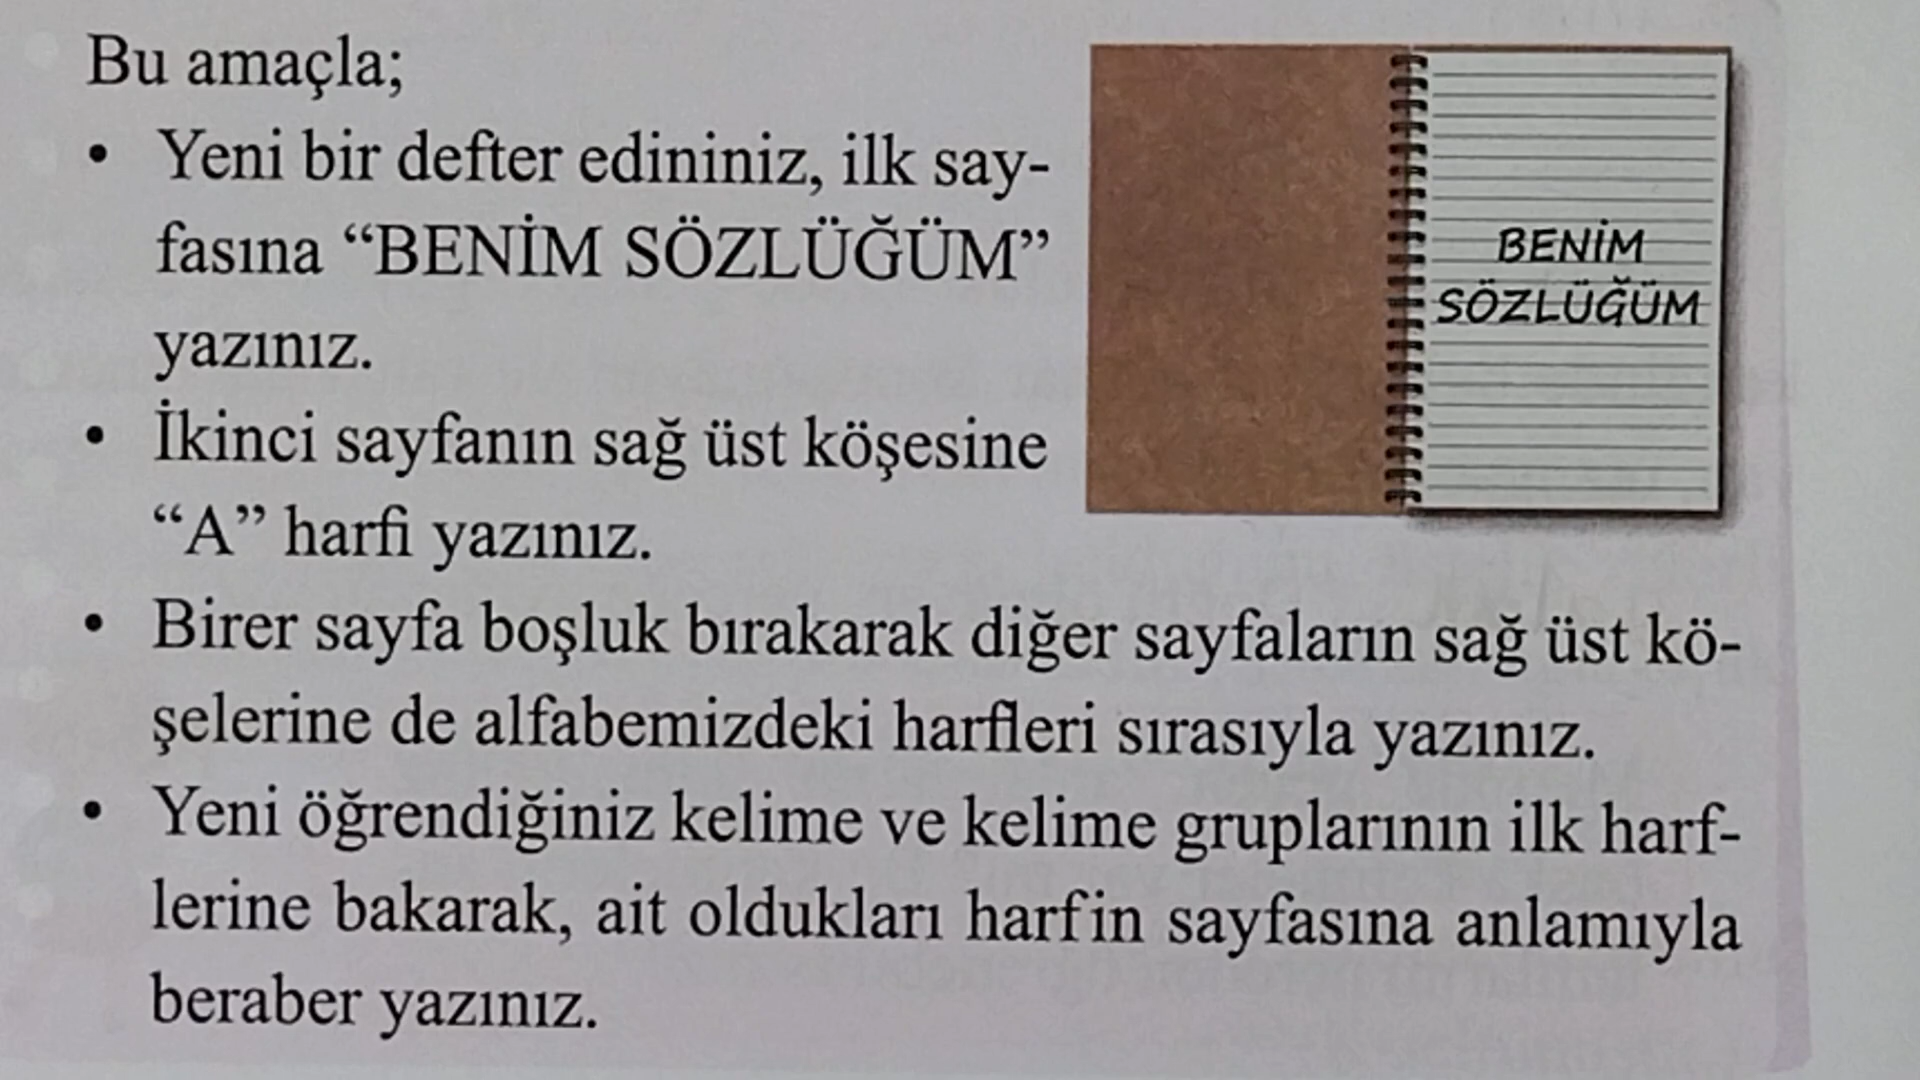 Bu amaçla;
• Yeni bir defter edininiz, ilk say-
fasına “BENİM SÖZLÜĞÜM”
yazınız.
BENİM
SÖZLÜĞÜM
• İkinci sayfanın sağ üst köşesine
“A” harfi yazınız.
• Birer sayfa boşluk bırakarak diğer sayfaların sağ üst kö-
şelerine de alfabemizdeki harfleri sırasıyla yazınız.
• Yeni öğrendiğiniz kelime ve kelime gruplarının ilk harf-
lerine bakarak, ait oldukları harfin sayfasına anlamıyla
beraber yazınız.